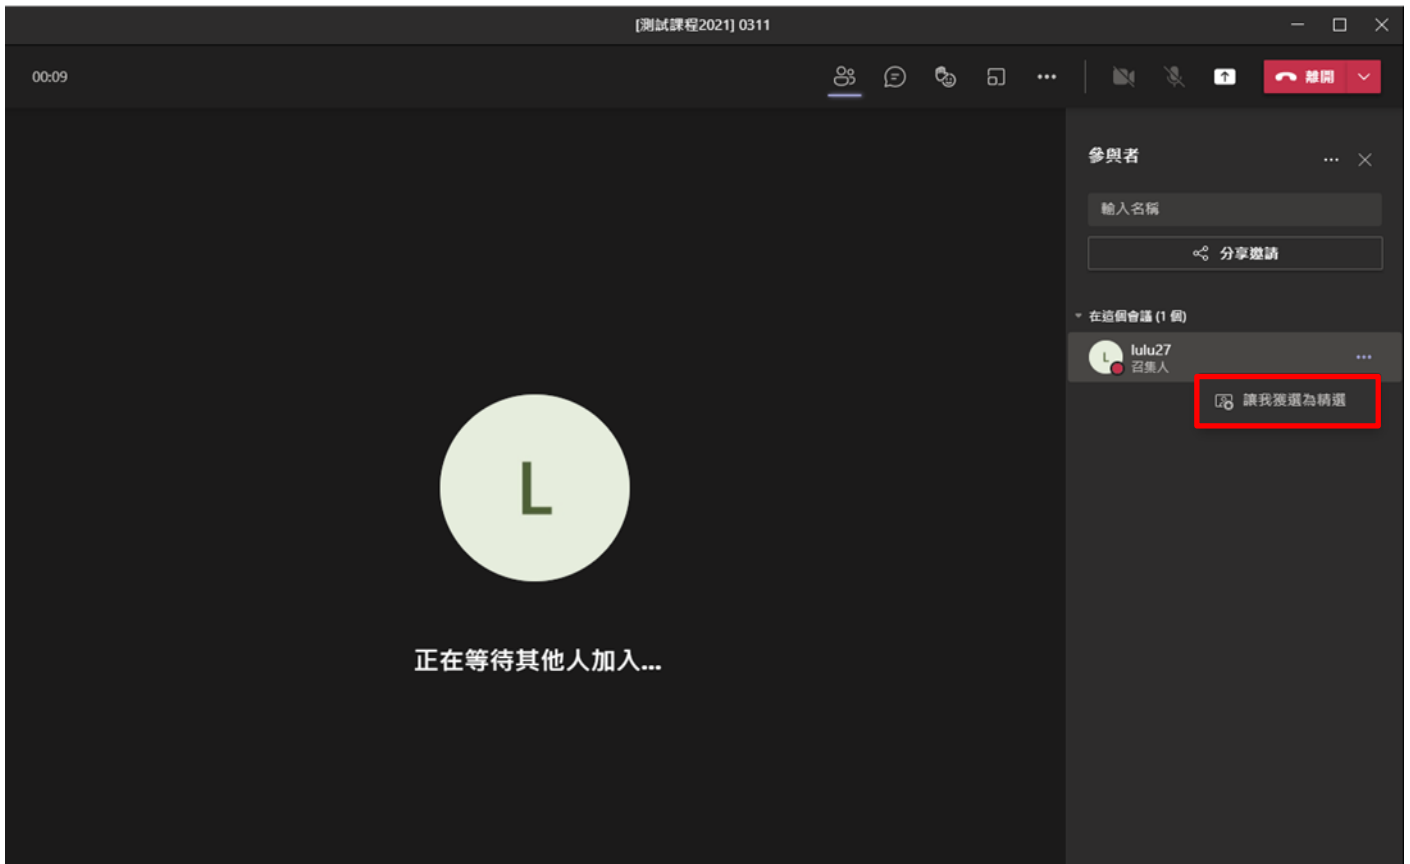 [測試課程2021] 0311
00:09
離開
參與者
輸入名稱
分享邀請
在這個會議 (1 個)
L
lulu27
召集人
讓我獲選為精選
L
正在等待其他人加入...